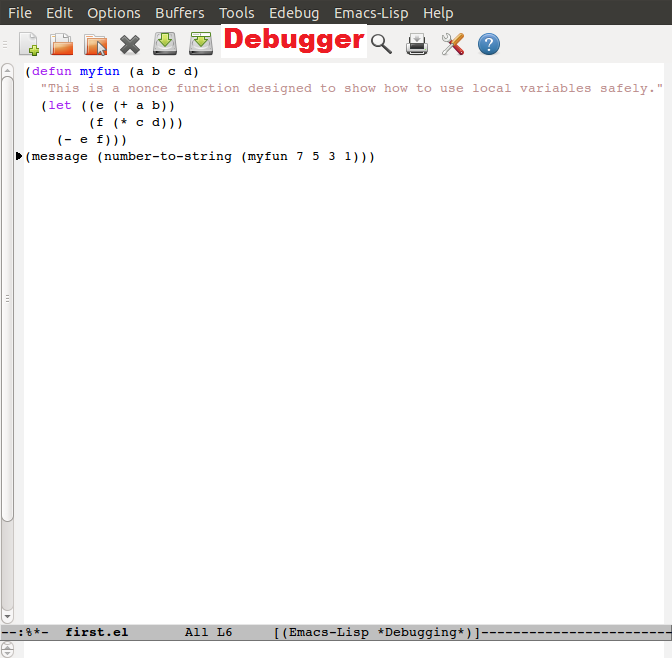 File Edit Options Buffers Tools Edebug Emacs-Lisp Help
Debugger
(defun myfun (a b c d)
  "This is a nonce function designed to show how to use local variables safely."
  (let ((e (+ a b))
        (f (* c d)))
    (- e f)))
(message (number-to-string (myfun 7 5 3 1)))
--:%*-  first.el       All L6     [(Emacs-Lisp *Debugging*)]------------------------